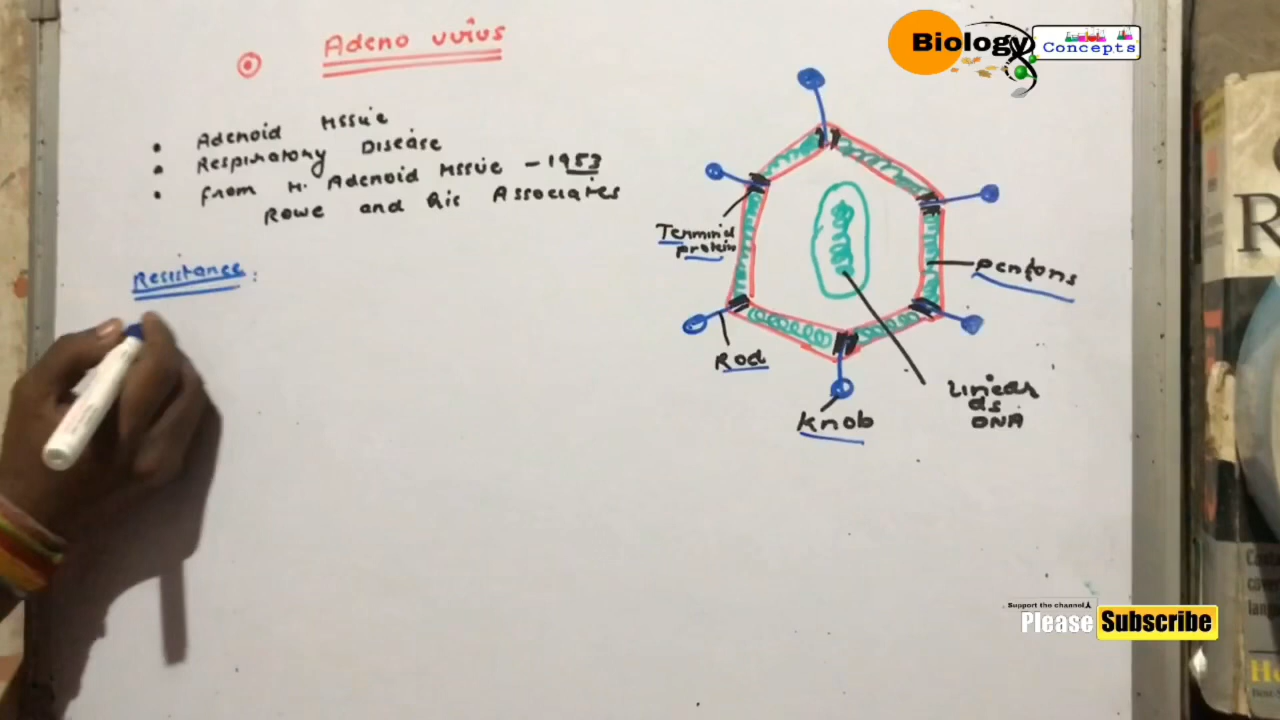 Adeno virus
Adenoid tissue
Respiratory Disease
From H. Adenoid tissue - 1953
Rowe and his Associates
Resistance:
Terminal
protein
Pentons
Rod
Knob
Linear
ds
DNA
Biology
Concepts
Support the channel
Please Subscribe
R